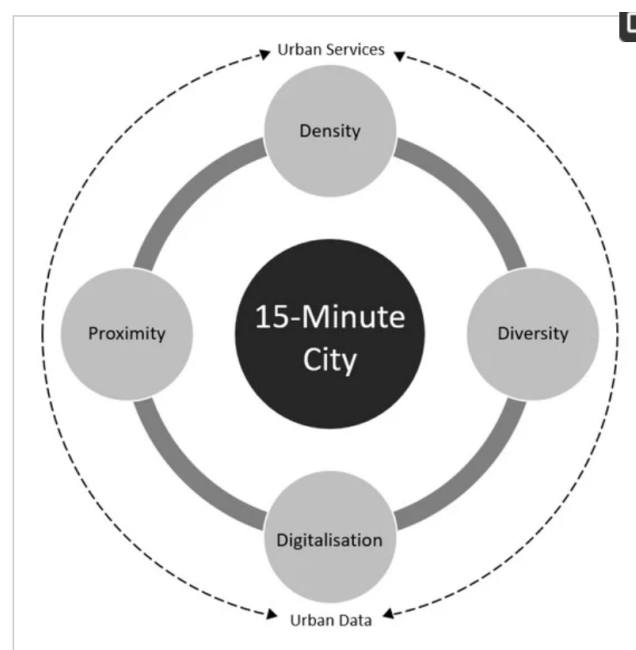 Urban Services
Density
Proximity
15-Minute
City
Diversity
Digitalisation
Urban Data